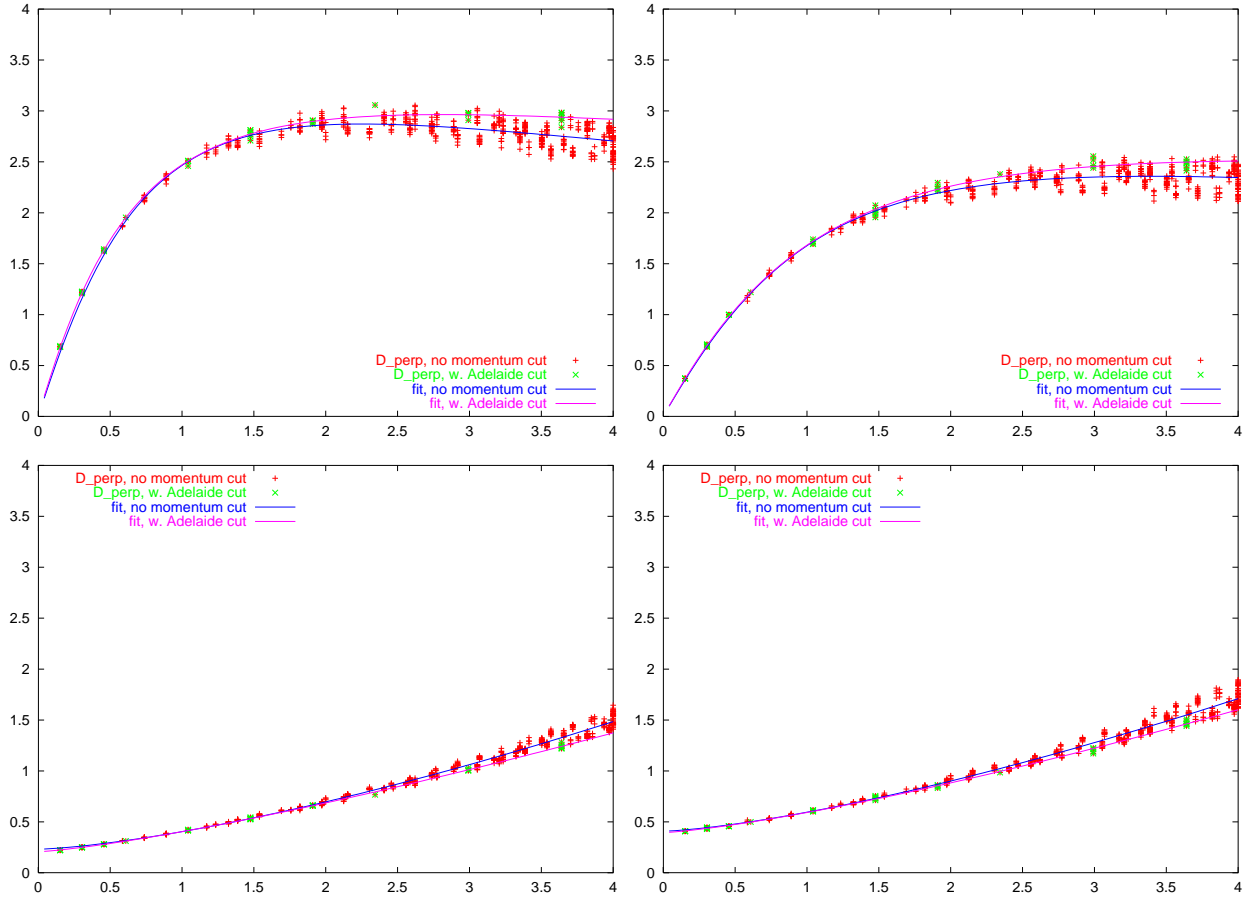 4
3.5
3
2.5
2
1.5
1
0.5
0
D_perp, no momentum cut
D_perp, w. Adelaide cut
fit, no momentum cut
fit, w. Adelaide cut
0 0.5 1 1.5 2 2.5 3 3.5 4
4
3.5
3
2.5
2
1.5
1
0.5
0
D_perp, no momentum cut
D_perp, w. Adelaide cut
fit, no momentum cut
fit, w. Adelaide cut
0 0.5 1 1.5 2 2.5 3 3.5 4
4
D_perp, no momentum cut
D_perp, w. Adelaide cut
fit, no momentum cut
fit, w. Adelaide cut
3.5
3
2.5
2
1.5
1
0.5
0
0 0.5 1 1.5 2 2.5 3 3.5 4
4
D_perp, no momentum cut
D_perp, w. Adelaide cut
fit, no momentum cut
fit, w. Adelaide cut
3.5
3
2.5
2
1.5
1
0.5
0
0 0.5 1 1.5 2 2.5 3 3.5 4